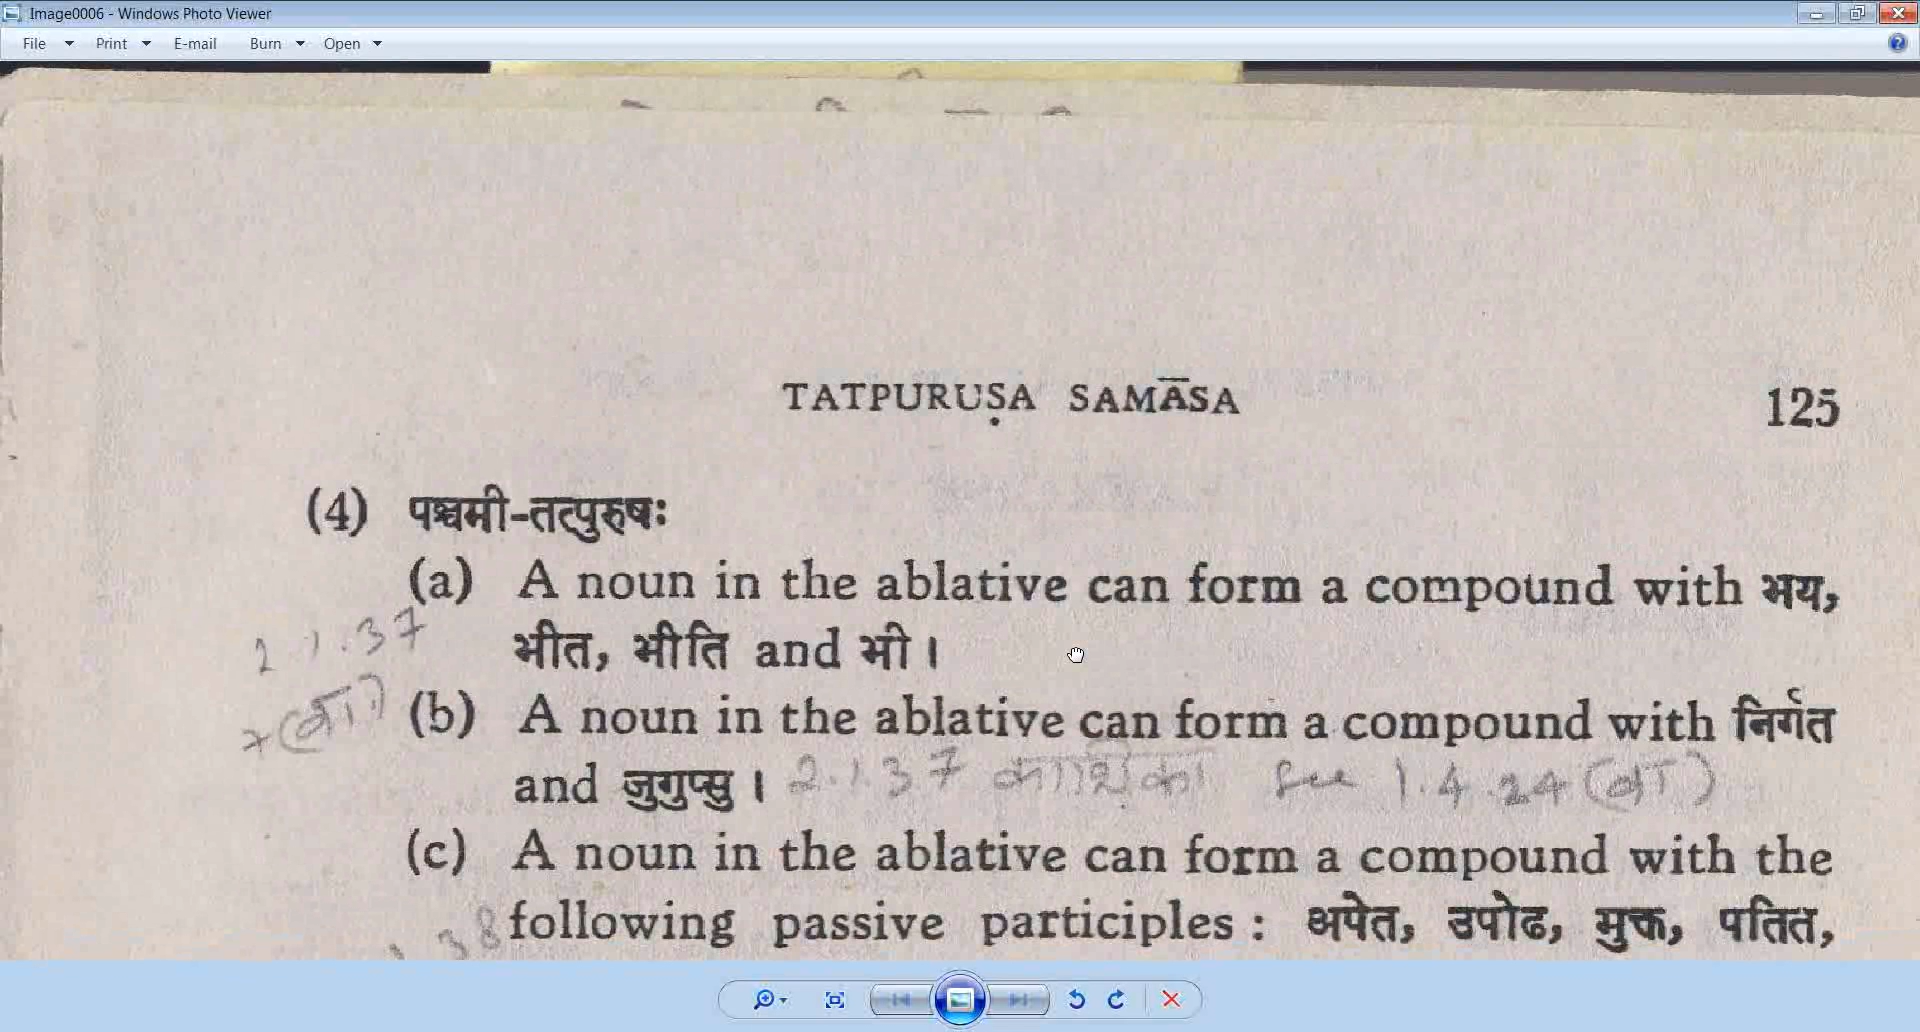 Image0006 - Windows Photo Viewer
File Print E-mail Burn Open
TATPURUṢA SAMĀSA 125
(4) पञ्चमी-तत्पुरुषः
(a) A noun in the ablative can form a compound with भय,
2.1.37
भीत, भीति and भी।
+(वा)
(b) A noun in the ablative can form a compound with निर्गत
and जुगुप्सु। 2.1.37 काशिका see 1.4.24 (वा)
(c) A noun in the ablative can form a compound with the
following passive participles : अपेत, उपोढ, मुक्त, पतित,